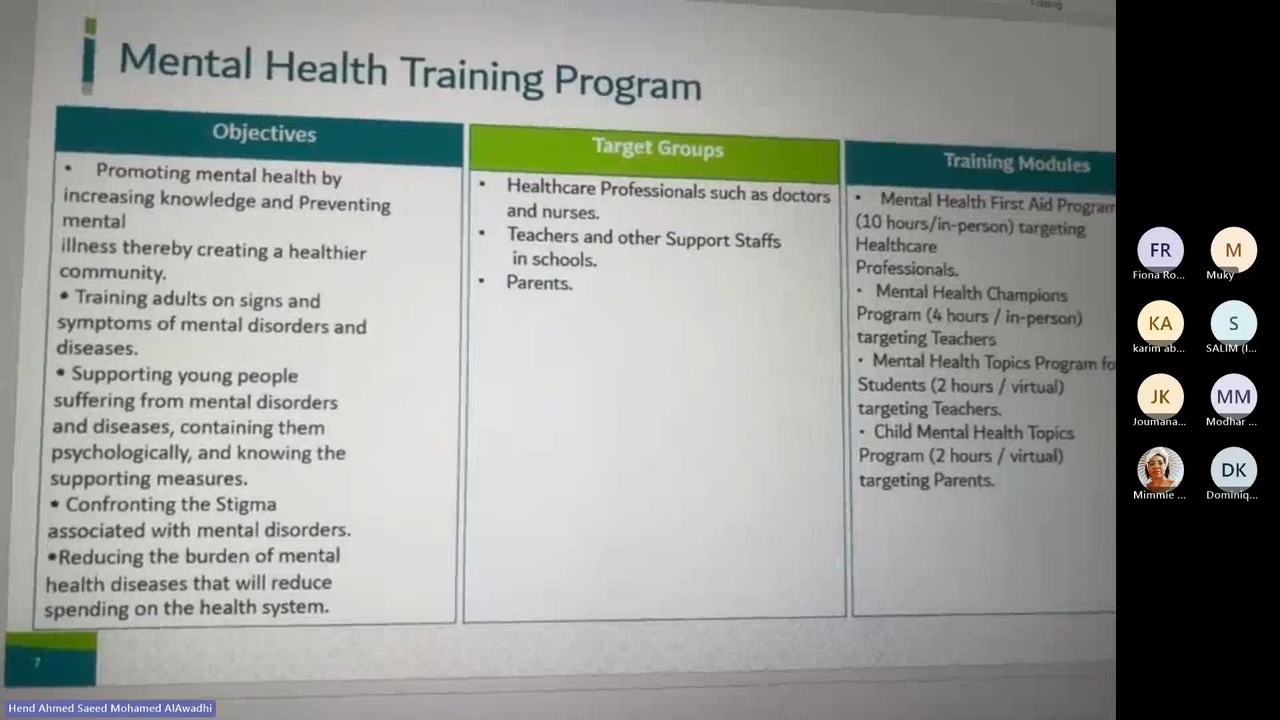 Mental Health Training Program
Objectives
• Promoting mental health by
increasing knowledge and Preventing
mental
illness thereby creating a healthier
community.
• Training adults on signs and
symptoms of mental disorders and
diseases.
• Supporting young people
suffering from mental disorders
and diseases, containing them
psychologically, and knowing the
supporting measures.
• Confronting the Stigma
associated with mental disorders.
•Reducing the burden of mental
health diseases that will reduce
spending on the health system.
Target Groups
• Healthcare Professionals such as doctors
and nurses.
• Teachers and other Support Staffs
in schools.
• Parents.
Training Modules
• Mental Health First Aid Program
(10 hours/in-person) targeting
Healthcare
Professionals.
• Mental Health Champions
Program (4 hours / in-person)
targeting Teachers
• Mental Health Topics Program fo
Students (2 hours / virtual)
targeting Teachers.
• Child Mental Health Topics
Program (2 hours / virtual)
targeting Parents.
7
Hend Ahmed Saeed Mohamed AlAwadhi
FR
Fiona Ro...
M
Muky
KA
karim ab...
S
SALIM (I...
JK
Joumana...
MM
Modhar ...
Mimmie ...
DK
Dominiq...